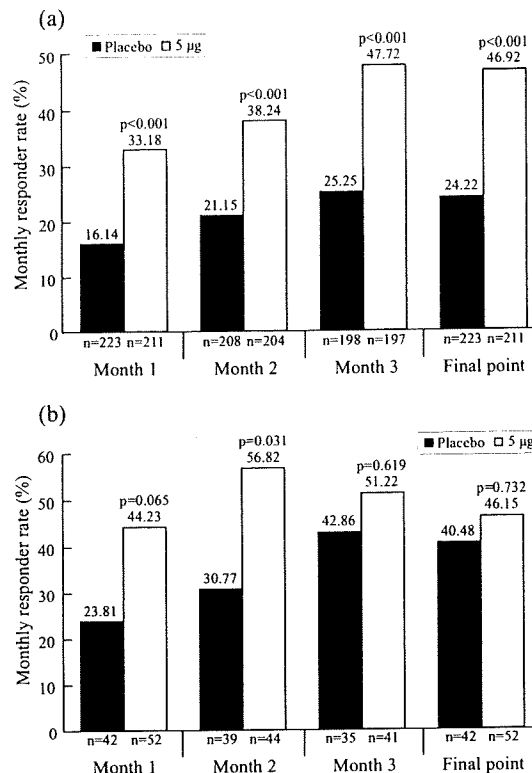 (a)
■ Placebo □ 5 µg
Monthly responder rate (%)
50
40
30
20
10
0
16.14
p<0.001
33.18
21.15
p<0.001
38.24
25.25
p<0.001
47.72
24.22
p<0.001
46.92
n=223 n=211
n=208 n=204
n=198 n=197
n=223 n=211
Month 1
Month 2
Month 3
Final point
(b)
■ Placebo □ 5 µg
Monthly responder rate (%)
60
50
40
30
20
10
0
23.81
p=0.065
44.23
30.77
p=0.031
56.82
42.86
p=0.619
51.22
40.48
p=0.732
46.15
n=42 n=52
n=39 n=44
n=35 n=41
n=42 n=52
Month 1
Month 2
Month 3
Final point